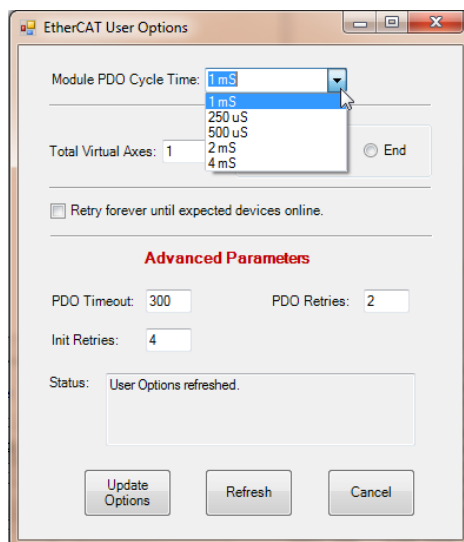 EtherCAT User Options
Module PDO Cycle Time: 1 mS
1 mS
250 uS
500 uS
2 mS
4 mS
Total Virtual Axes: 1
End
Retry forever until expected devices online.
Advanced Parameters
PDO Timeout: 300 PDO Retries: 2
Init Retries: 4
Status: User Options refreshed.
Update
Options
Refresh
Cancel